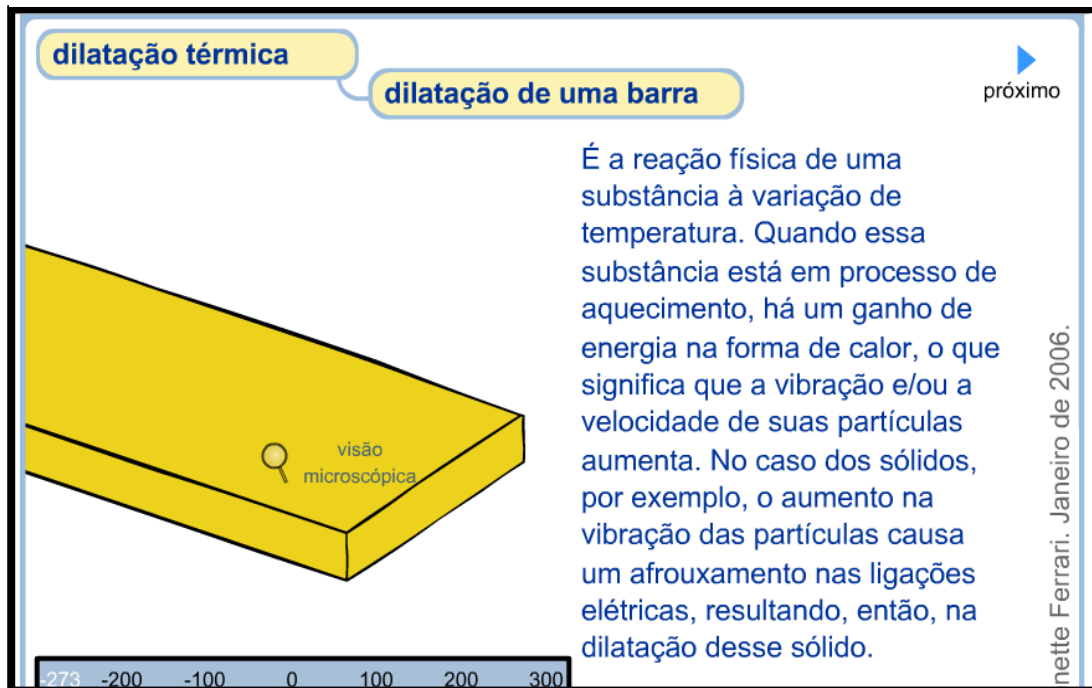 dilatação térmica
dilatação de uma barra
próximo
É a reação física de uma
substância à variação de
temperatura. Quando essa
substância está em processo de
aquecimento, há um ganho de
energia na forma de calor, o que
significa que a vibração e/ou a
velocidade de suas partículas
aumenta. No caso dos sólidos,
por exemplo, o aumento na
vibração das partículas causa
um afrouxamento nas ligações
elétricas, resultando, então, na
dilatação desse sólido.
visão
microscópica
-273 -200 -100 0 100 200 300
nette Ferrari. Janeiro de 2006.